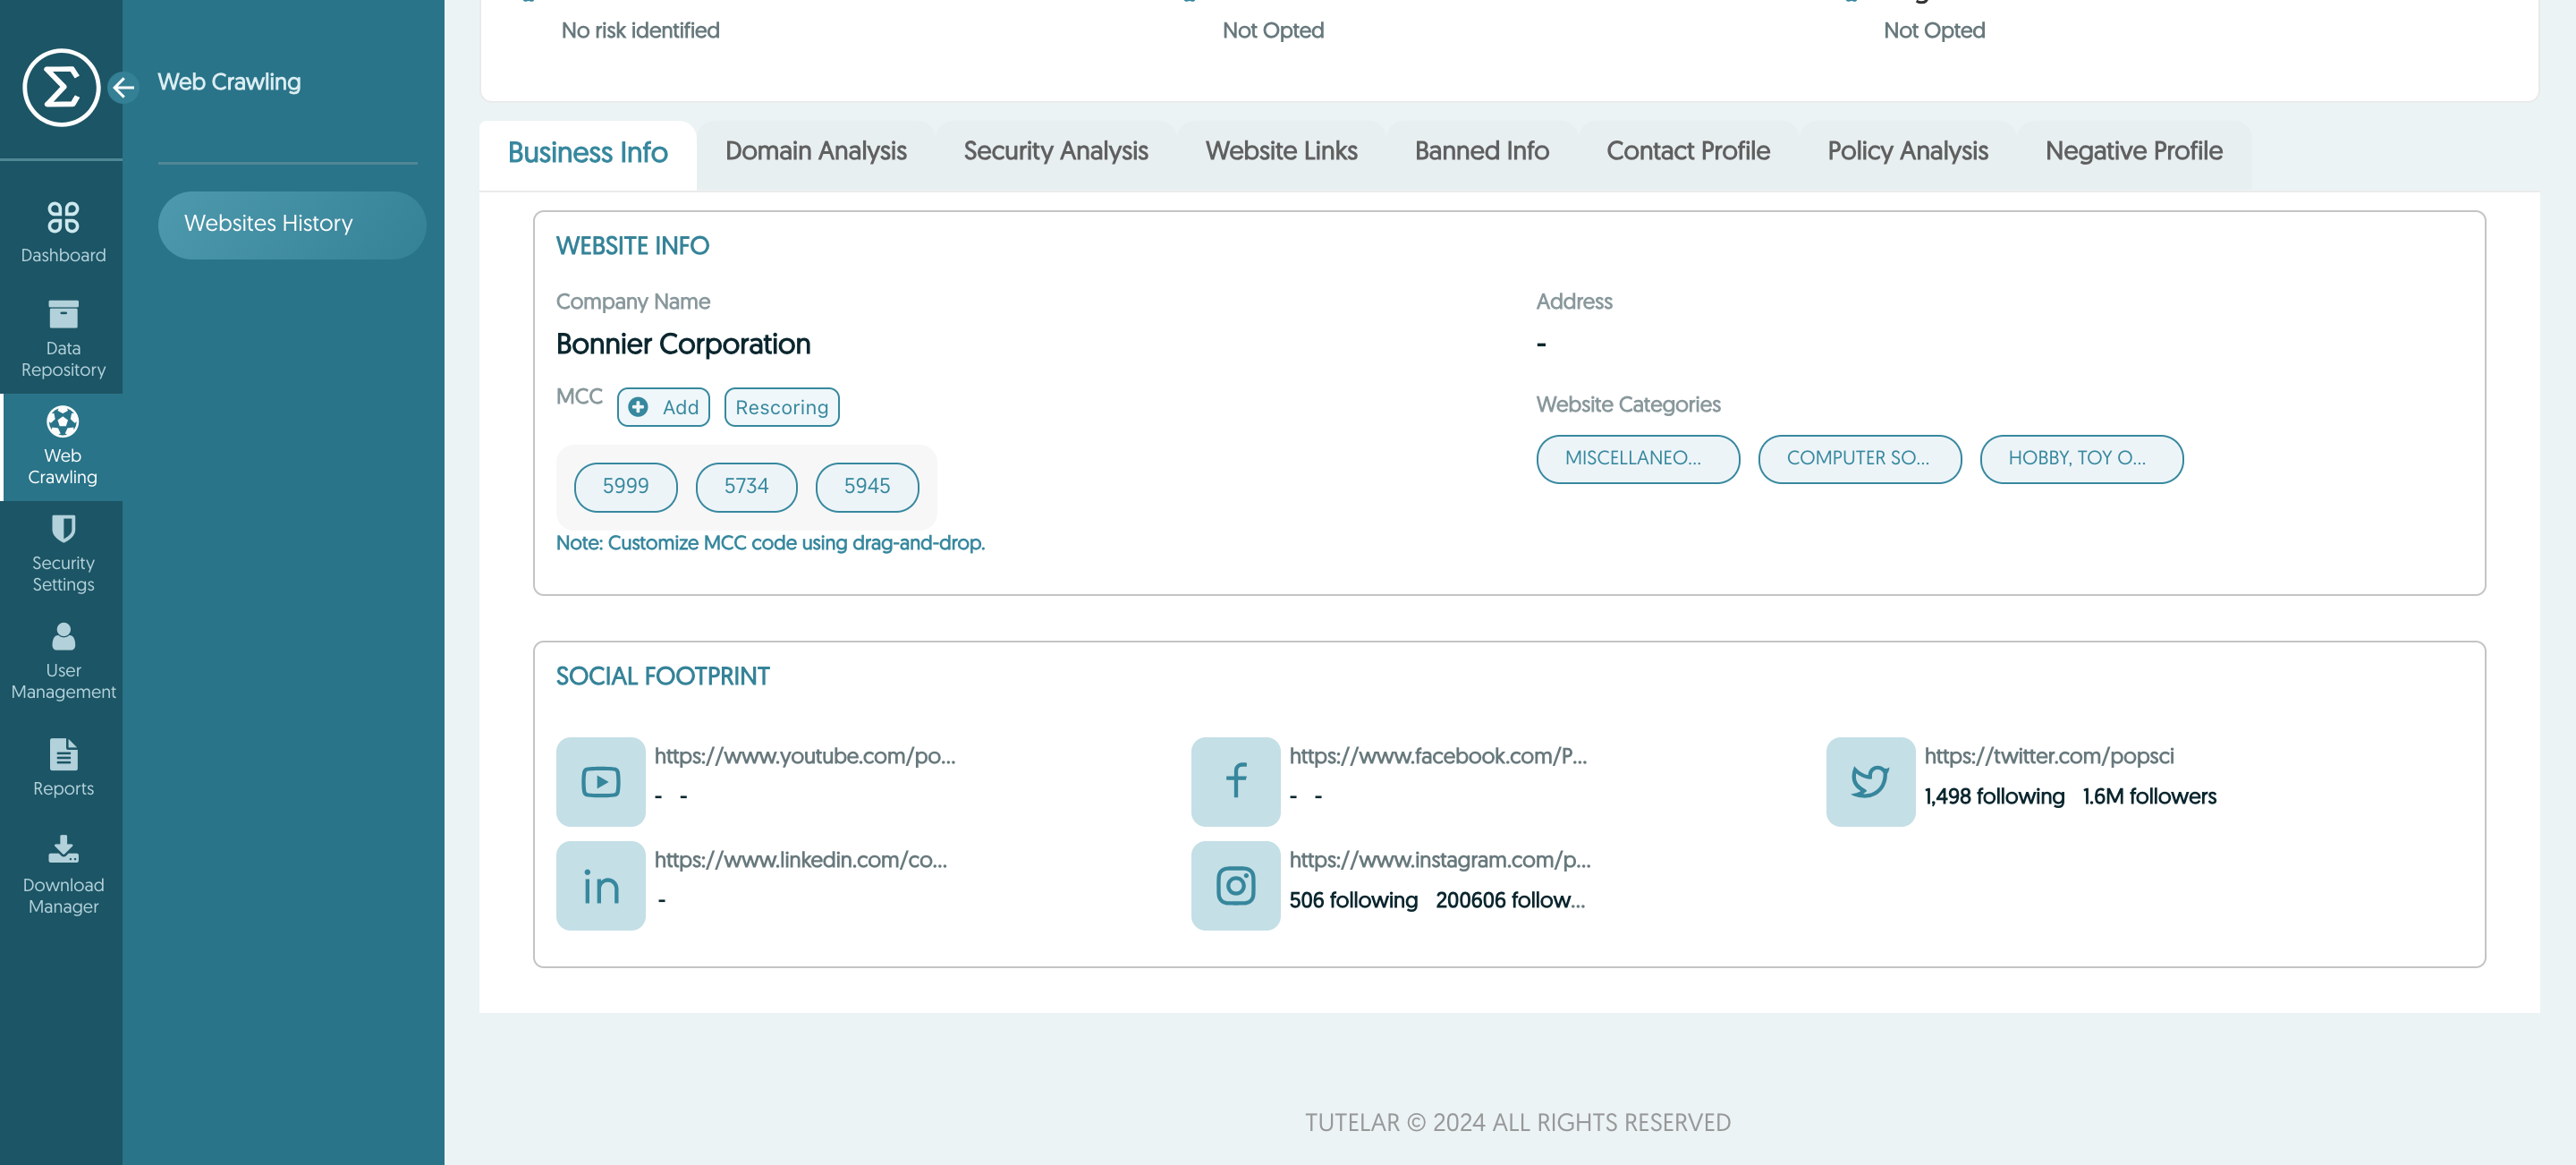 No risk identified
Not Opted
Not Opted
Web Crawling
Websites History
Dashboard
Data
Repository
Web
Crawling
Security
Settings
User
Management
Reports
Download
Manager
Business Info
Domain Analysis
Security Analysis
Website Links
Banned Info
Contact Profile
Policy Analysis
Negative Profile
WEBSITE INFO
Company Name
Bonnier Corporation
Address
-
MCC
Add
Rescoring
5999
5734
5945
Note: Customize MCC code using drag-and-drop.
Website Categories
MISCELLANEO...
COMPUTER SO...
HOBBY, TOY O...
SOCIAL FOOTPRINT
https://www.youtube.com/po...
- -
https://www.facebook.com/P...
- -
https://twitter.com/popsci
1,498 following 1.6M followers
https://www.linkedin.com/co...
-
https://www.instagram.com/p...
506 following 200606 follow...
TUTELAR © 2024 ALL RIGHTS RESERVED